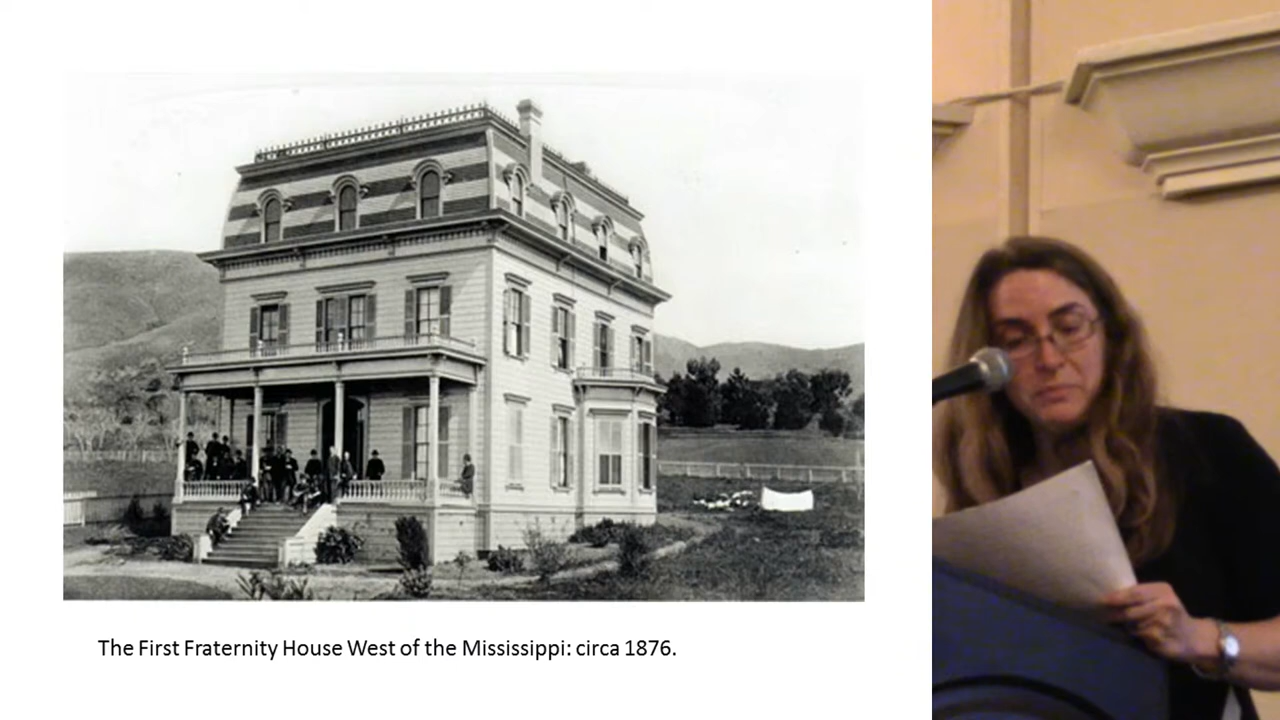 The First Fraternity House West of the Mississippi: circa 1876.